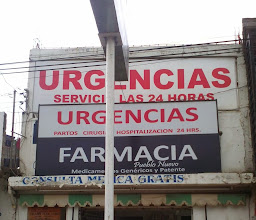 URGENCIAS
SERVICIO LAS 24 HORAS
URGENCIAS
PARTOS CIRUGIA HOSPITALIZACION 24 HRS.
FARMACIA
Pueblo Nuevo
Medicamentos Genéricos y Patente
CONSULTA MEDICA GRATIS